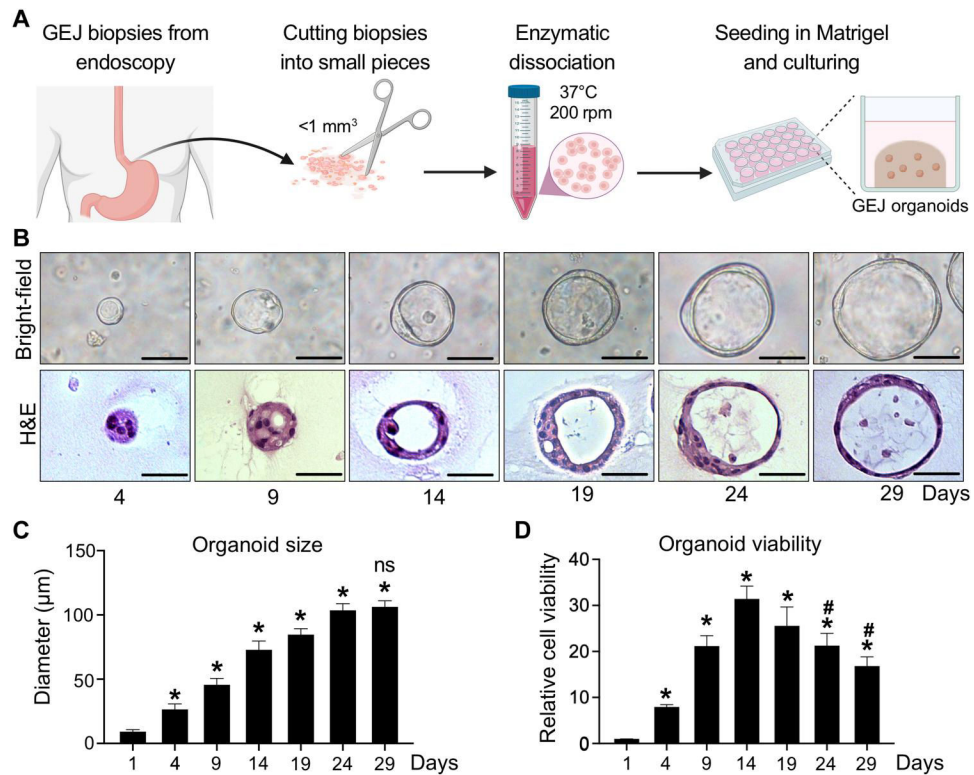 A
GEJ biopsies from
endoscopy
Cutting biopsies
into small pieces
Enzymatic
dissociation
Seeding in Matrigel
and culturing
<1 mm³
37°C
200 rpm
GEJ organoids
B
Bright-field
H&E
4 9 14 19 24 29 Days
C
Organoid size
Diameter (μm)
150
100
50
0
* * * * * ns *
1 4 9 14 19 24 29 Days
D
Organoid viability
Relative cell viability
40
30
20
10
0
* * * * # * # *
1 4 9 14 19 24 29 Days